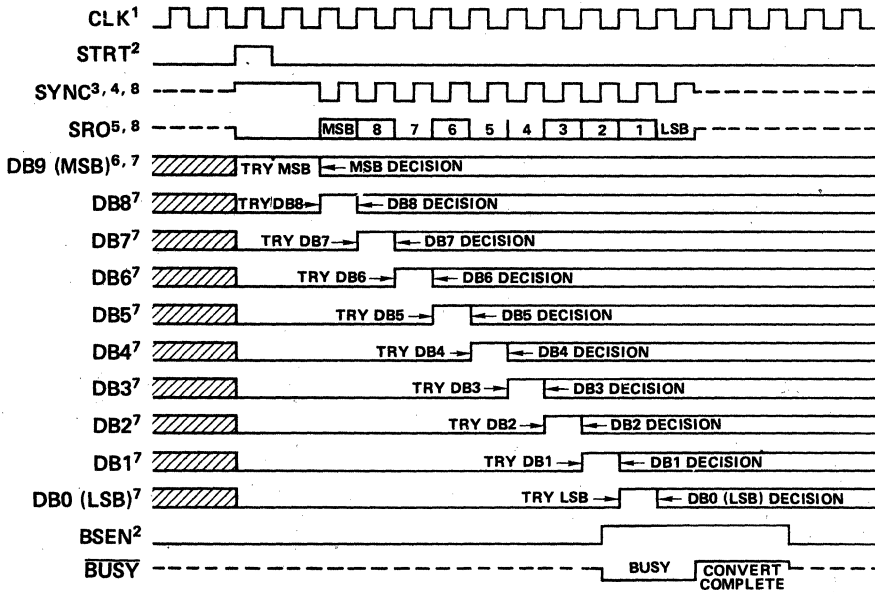 CLK¹
STRT²
SYNC³,⁴,⁸
SRO⁵,⁸ MSB 8 7 6 5 4 3 2 1 LSB
DB9 (MSB)⁶,⁷ TRY MSB MSB DECISION
DB8⁷ TRY DB8 DB8 DECISION
DB7⁷ TRY DB7 DB7 DECISION
DB6⁷ TRY DB6 DB6 DECISION
DB5⁷ TRY DB5 DB5 DECISION
DB4⁷ TRY DB4 DB4 DECISION
DB3⁷ TRY DB3 DB3 DECISION
DB2⁷ TRY DB2 DB2 DECISION
DB1⁷ TRY DB1 DB1 DECISION
DB0 (LSB)⁷ TRY LSB DB0 (LSB) DECISION
BSEN²
BUSY BUSY CONVERT
COMPLETE